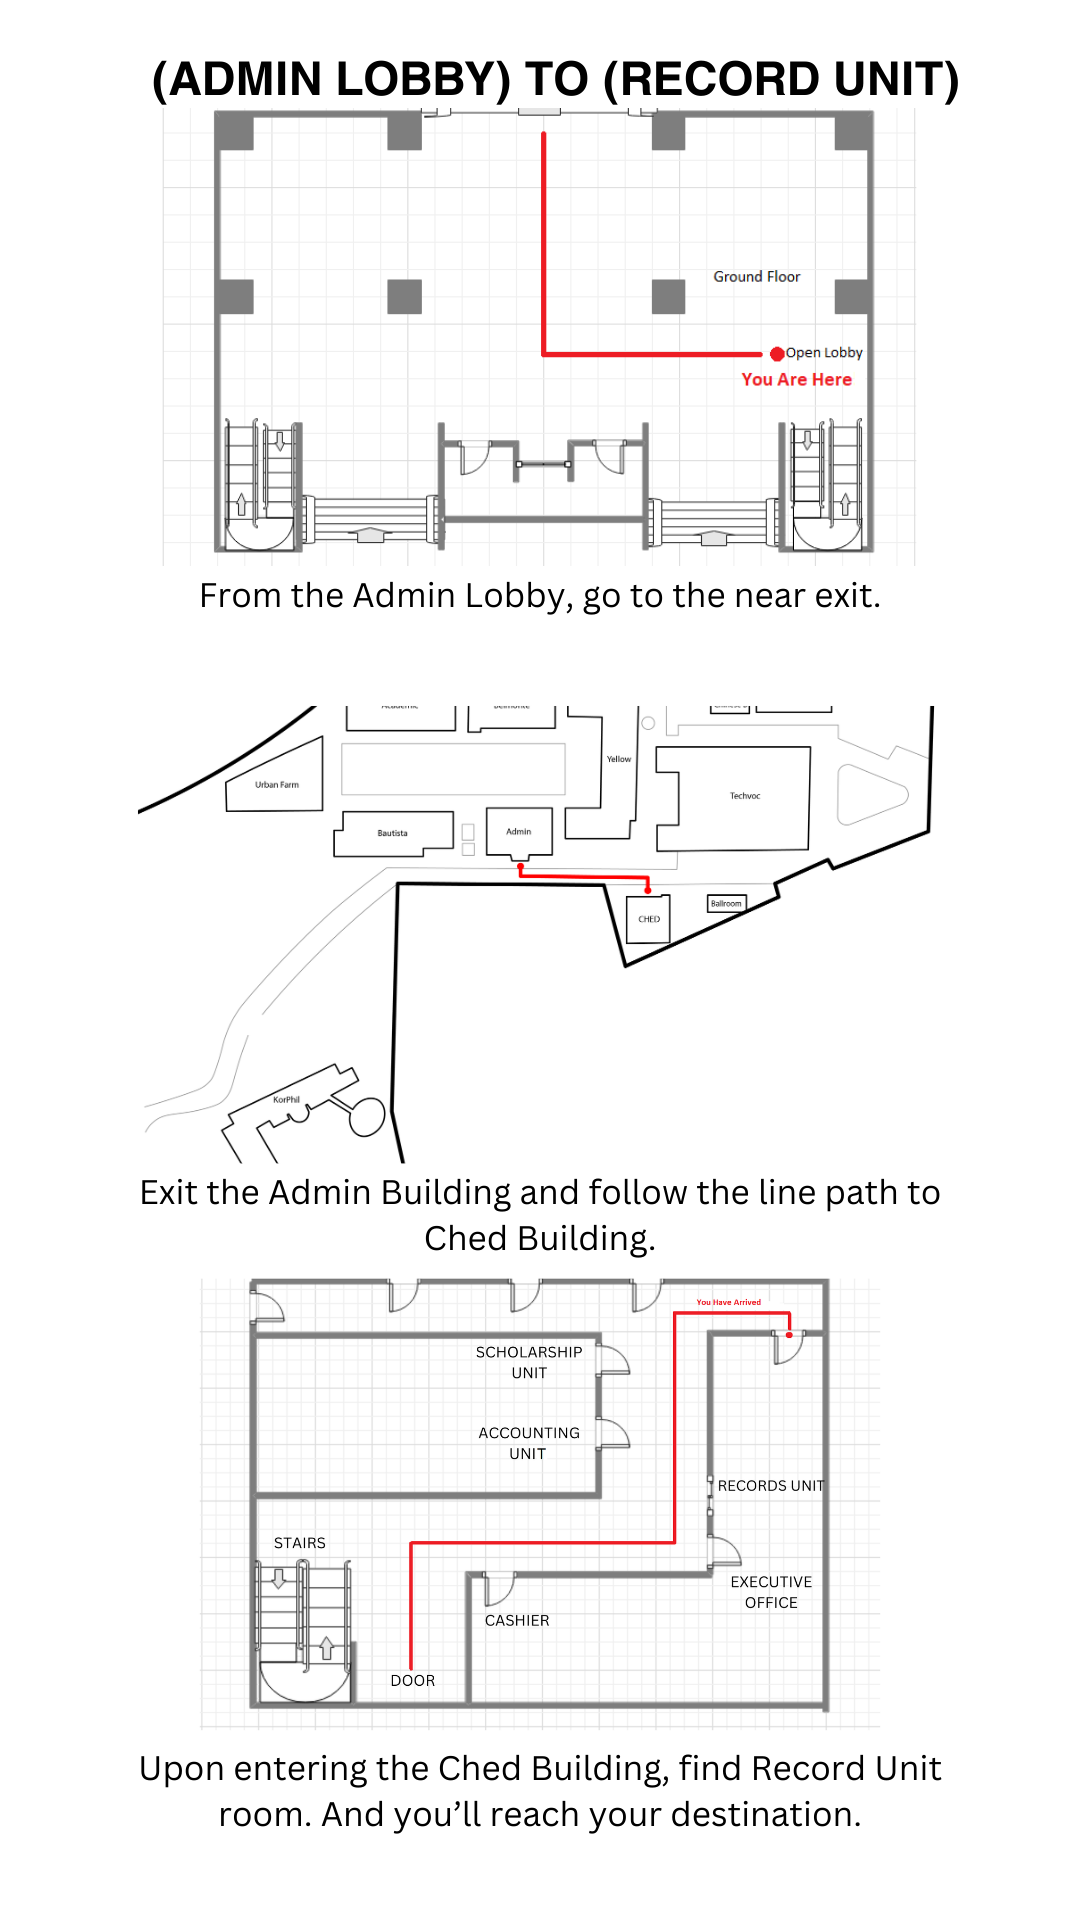 (ADMIN LOBBY) TO (RECORD UNIT)
Ground Floor
Open Lobby
You Are Here
From the Admin Lobby, go to the near exit.
Urban Farm
Yellow
Techvoc
Bautista
Admin
CHED
Ballroom
KorPhil
Exit the Admin Building and follow the line path to
Ched Building.
You Have Arrived
SCHOLARSHIP
UNIT
ACCOUNTING
UNIT
RECORDS UNIT
STAIRS
EXECUTIVE
OFFICE
CASHIER
DOOR
Upon entering the Ched Building, find Record Unit
room. And you’ll reach your destination.